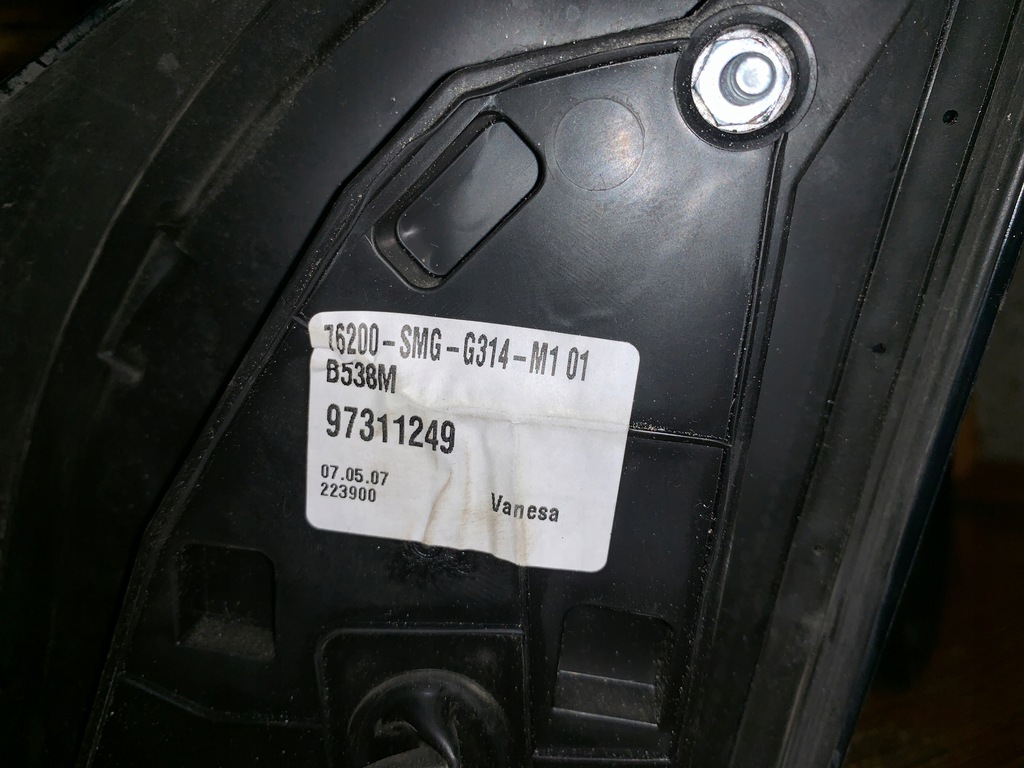 76200-SMG-G314-M1 01
B538M
97311249
07.05.07
223900
Vanesa